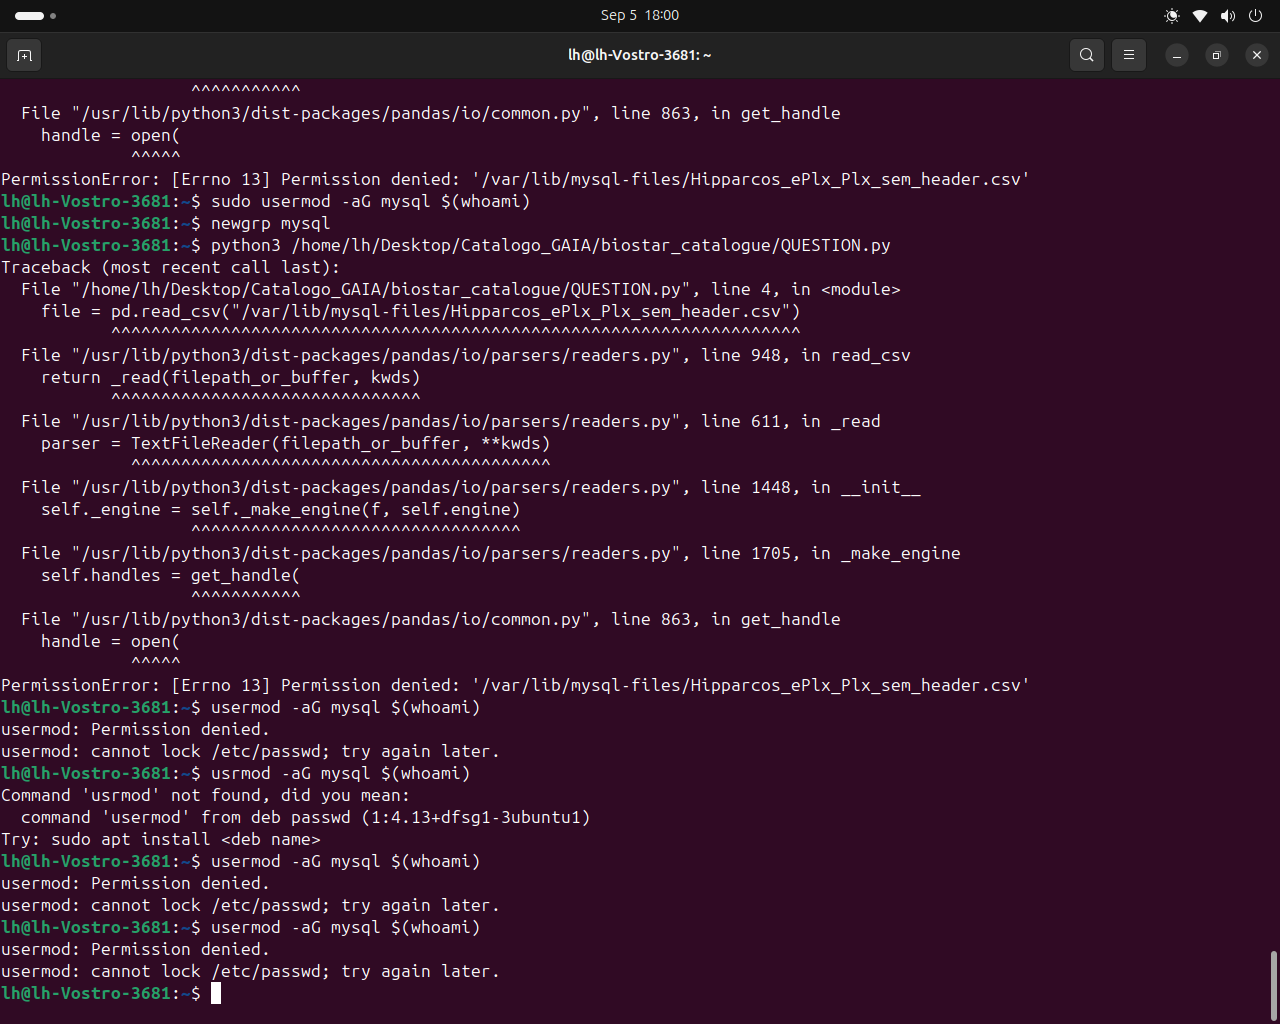 Sep 5 18:00
lh@lh-Vostro-3681: ~
^^^^^^^^^^^
File "/usr/lib/python3/dist-packages/pandas/io/common.py", line 863, in get_handle
handle = open(
^^^^^
PermissionError: [Errno 13] Permission denied: '/var/lib/mysql-files/Hipparcos_ePlx_Plx_sem_header.csv'
lh@lh-Vostro-3681:~$ sudo usermod -aG mysql $(whoami)
lh@lh-Vostro-3681:~$ newgrp mysql
lh@lh-Vostro-3681:~$ python3 /home/lh/Desktop/Catalogo_GAIA/biostar_catalogue/QUESTION.py
Traceback (most recent call last):
File "/home/lh/Desktop/Catalogo_GAIA/biostar_catalogue/QUESTION.py", line 4, in <module>
file = pd.read_csv("/var/lib/mysql-files/Hipparcos_ePlx_Plx_sem_header.csv")
^^^^^^^^^^^^^^^^^^^^^^^^^^^^^^^^^^^^^^^^^^^^^^^^^^^^^^^^^^^^^^^^^^^^^
File "/usr/lib/python3/dist-packages/pandas/io/parsers/readers.py", line 948, in read_csv
return _read(filepath_or_buffer, kwds)
^^^^^^^^^^^^^^^^^^^^^^^^^^^^^^^
File "/usr/lib/python3/dist-packages/pandas/io/parsers/readers.py", line 611, in _read
parser = TextFileReader(filepath_or_buffer, **kwds)
^^^^^^^^^^^^^^^^^^^^^^^^^^^^^^^^^^^^^^^^^^
File "/usr/lib/python3/dist-packages/pandas/io/parsers/readers.py", line 1448, in __init__
self._engine = self._make_engine(f, self.engine)
^^^^^^^^^^^^^^^^^^^^^^^^^^^^^^^^^
File "/usr/lib/python3/dist-packages/pandas/io/parsers/readers.py", line 1705, in _make_engine
self.handles = get_handle(
^^^^^^^^^^^
File "/usr/lib/python3/dist-packages/pandas/io/common.py", line 863, in get_handle
handle = open(
^^^^^
PermissionError: [Errno 13] Permission denied: '/var/lib/mysql-files/Hipparcos_ePlx_Plx_sem_header.csv'
lh@lh-Vostro-3681:~$ usermod -aG mysql $(whoami)
usermod: Permission denied.
usermod: cannot lock /etc/passwd; try again later.
lh@lh-Vostro-3681:~$ usrmod -aG mysql $(whoami)
Command 'usrmod' not found, did you mean:
command 'usermod' from deb passwd (1:4.13+dfsg1-3ubuntu1)
Try: sudo apt install <deb name>
lh@lh-Vostro-3681:~$ usermod -aG mysql $(whoami)
usermod: Permission denied.
usermod: cannot lock /etc/passwd; try again later.
lh@lh-Vostro-3681:~$ usermod -aG mysql $(whoami)
usermod: Permission denied.
usermod: cannot lock /etc/passwd; try again later.
lh@lh-Vostro-3681:~$